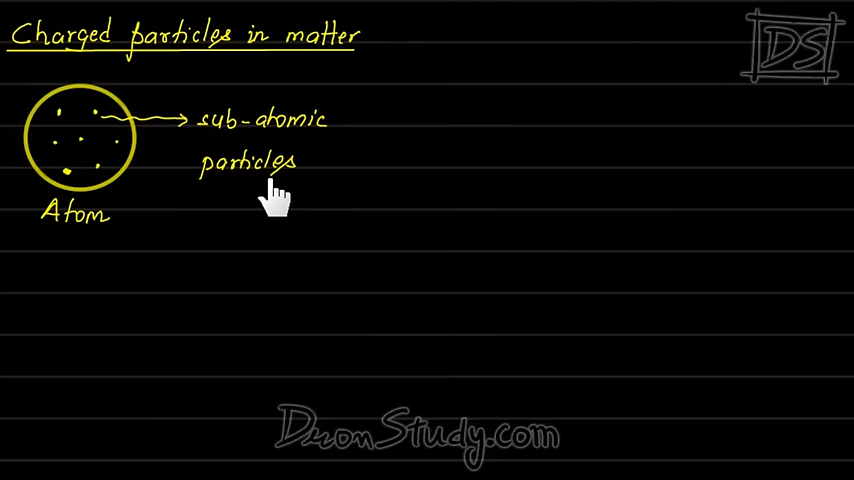 Charged particles in matter
DS
sub-atomic
particles
Atom
DronStudy.com